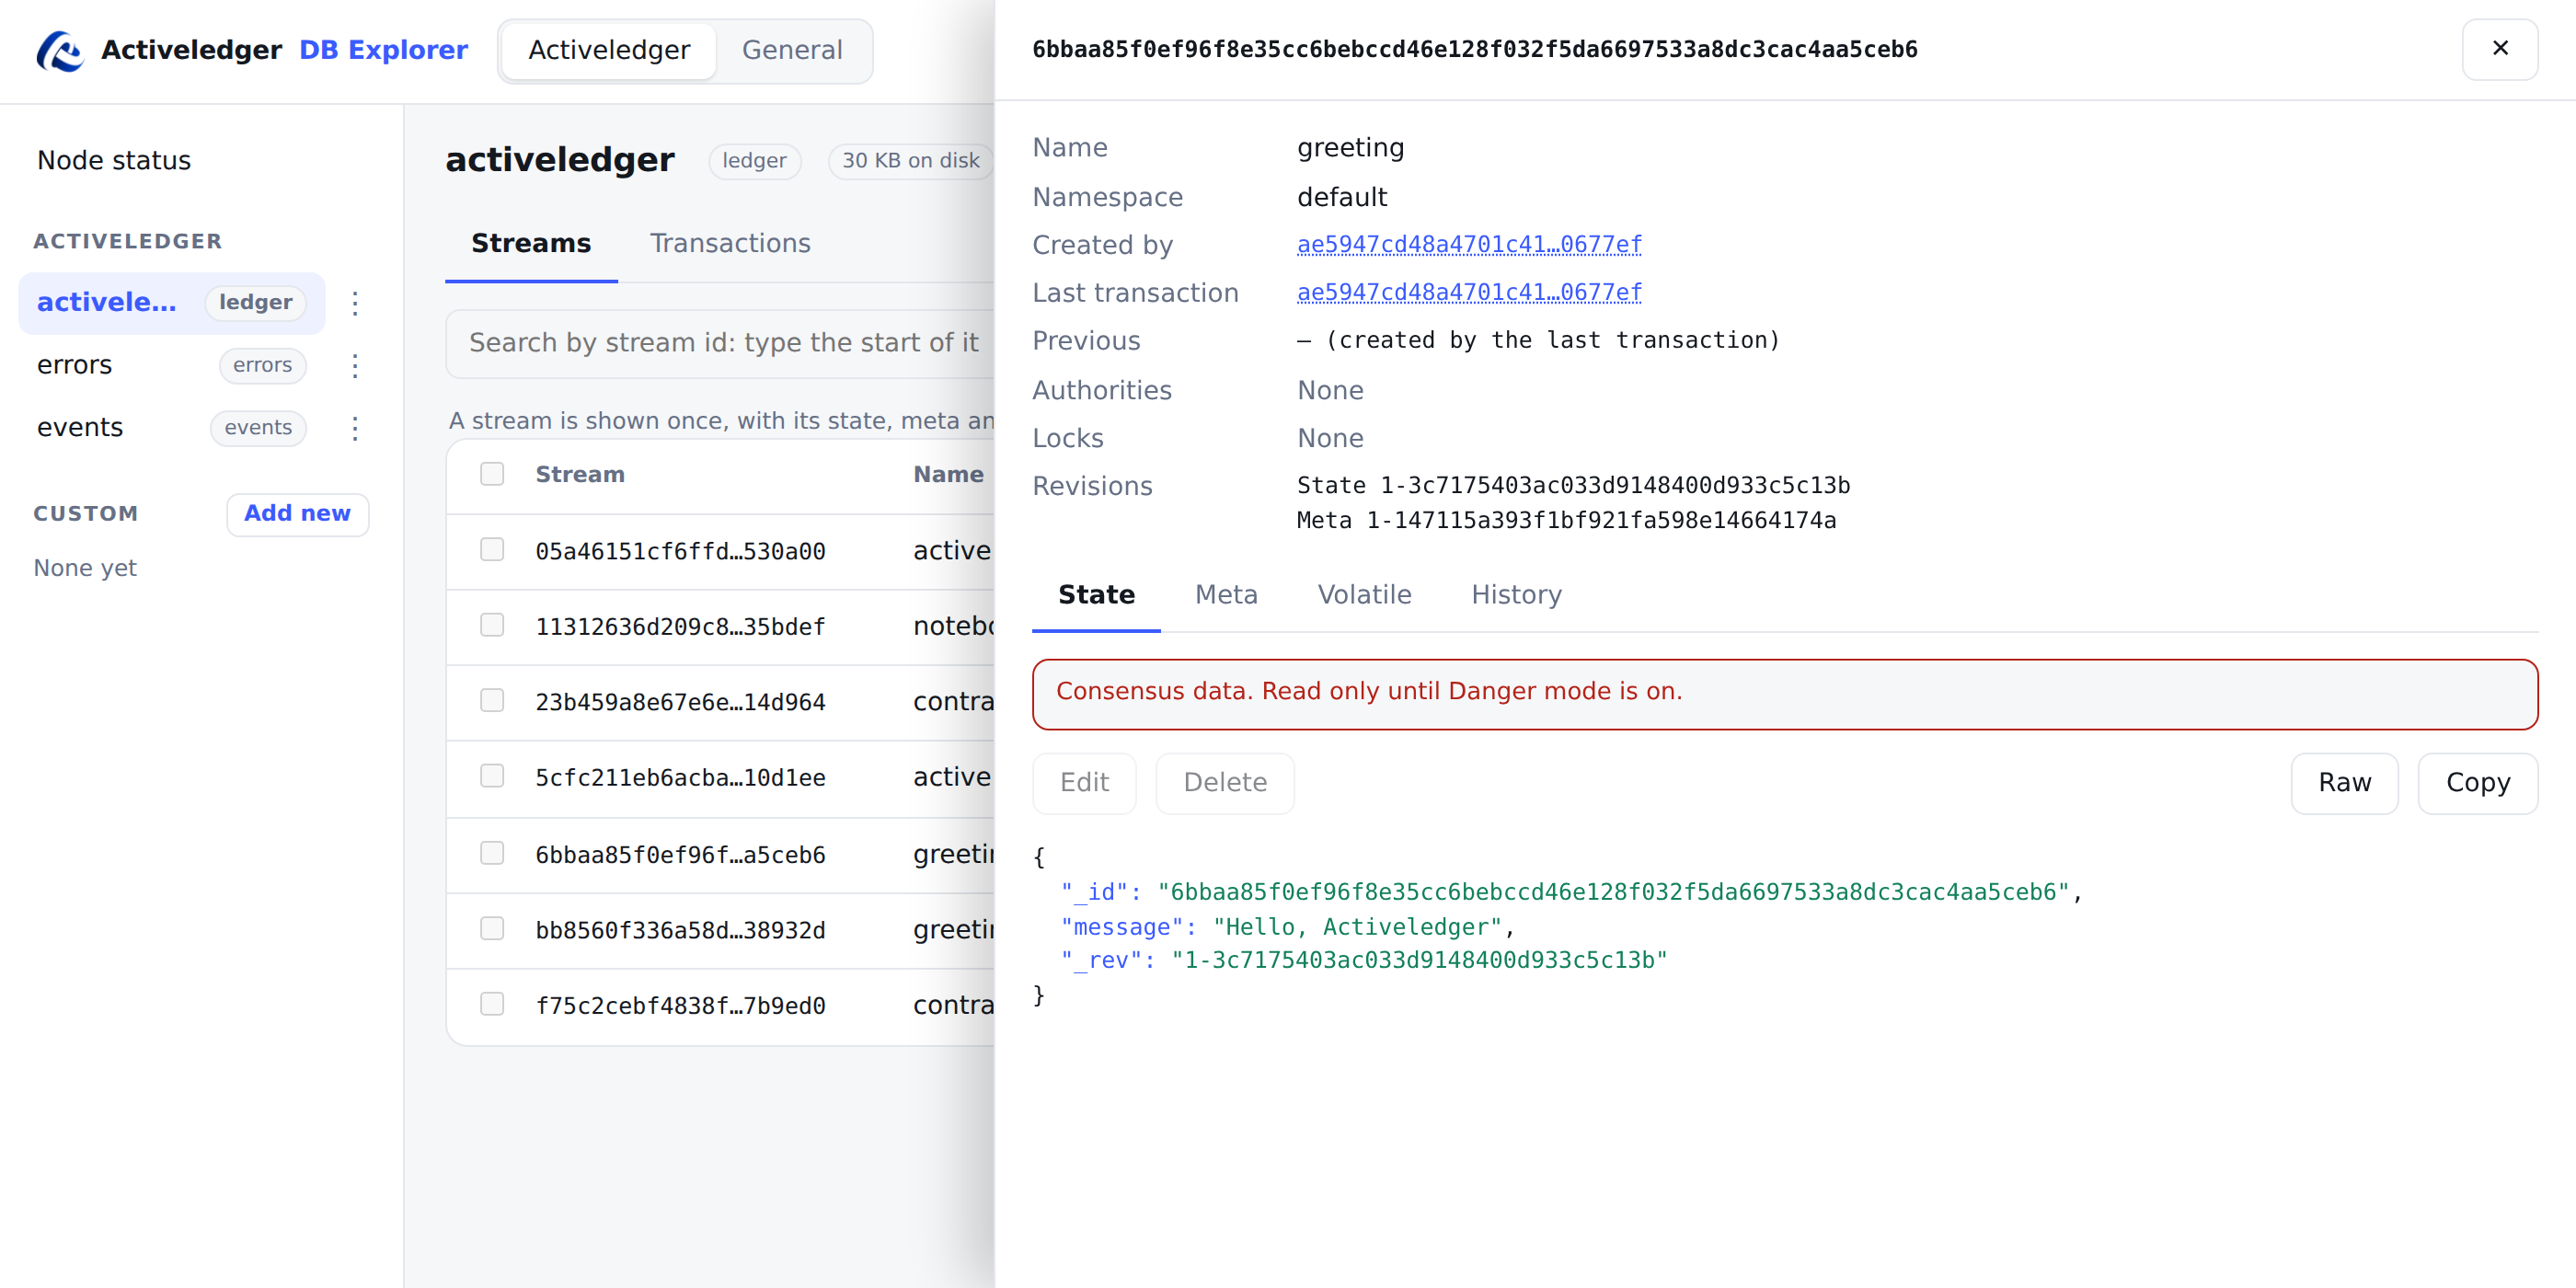 Activeledger DB Explorer
Activeledger
General
Node status
ACTIVELEDGER
active... ledger ⋮
errors errors ⋮
events events ⋮
CUSTOM Add new
None yet
activeledger ledger 30 KB on disk
Streams Transactions
Search by stream id: type the start of it
A stream is shown once, with its state, meta an
Stream Name
05a46151cf6ffd…530a00 active
11312636d209c8…35bdef notebo
23b459a8e67e6e…14d964 contra
5cfc211eb6acba…10d1ee active
6bbaa85f0ef96f…a5ceb6 greetin
bb8560f336a58d…38932d greetin
f75c2cebf4838f…7b9ed0 contra
6bbaa85f0ef96f8e35cc6bebccd46e128f032f5da6697533a8dc3cac4aa5ceb6 ✕
Name greeting
Namespace default
Created by ae5947cd48a4701c41…0677ef
Last transaction ae5947cd48a4701c41…0677ef
Previous — (created by the last transaction)
Authorities None
Locks None
Revisions State 1-3c7175403ac033d9148400d933c5c13b
Meta 1-147115a393f1bf921fa598e14664174a
State Meta Volatile History
Consensus data. Read only until Danger mode is on.
Edit Delete Raw Copy
{
"_id": "6bbaa85f0ef96f8e35cc6bebccd46e128f032f5da6697533a8dc3cac4aa5ceb6",
"message": "Hello, Activeledger",
"_rev": "1-3c7175403ac033d9148400d933c5c13b"
}